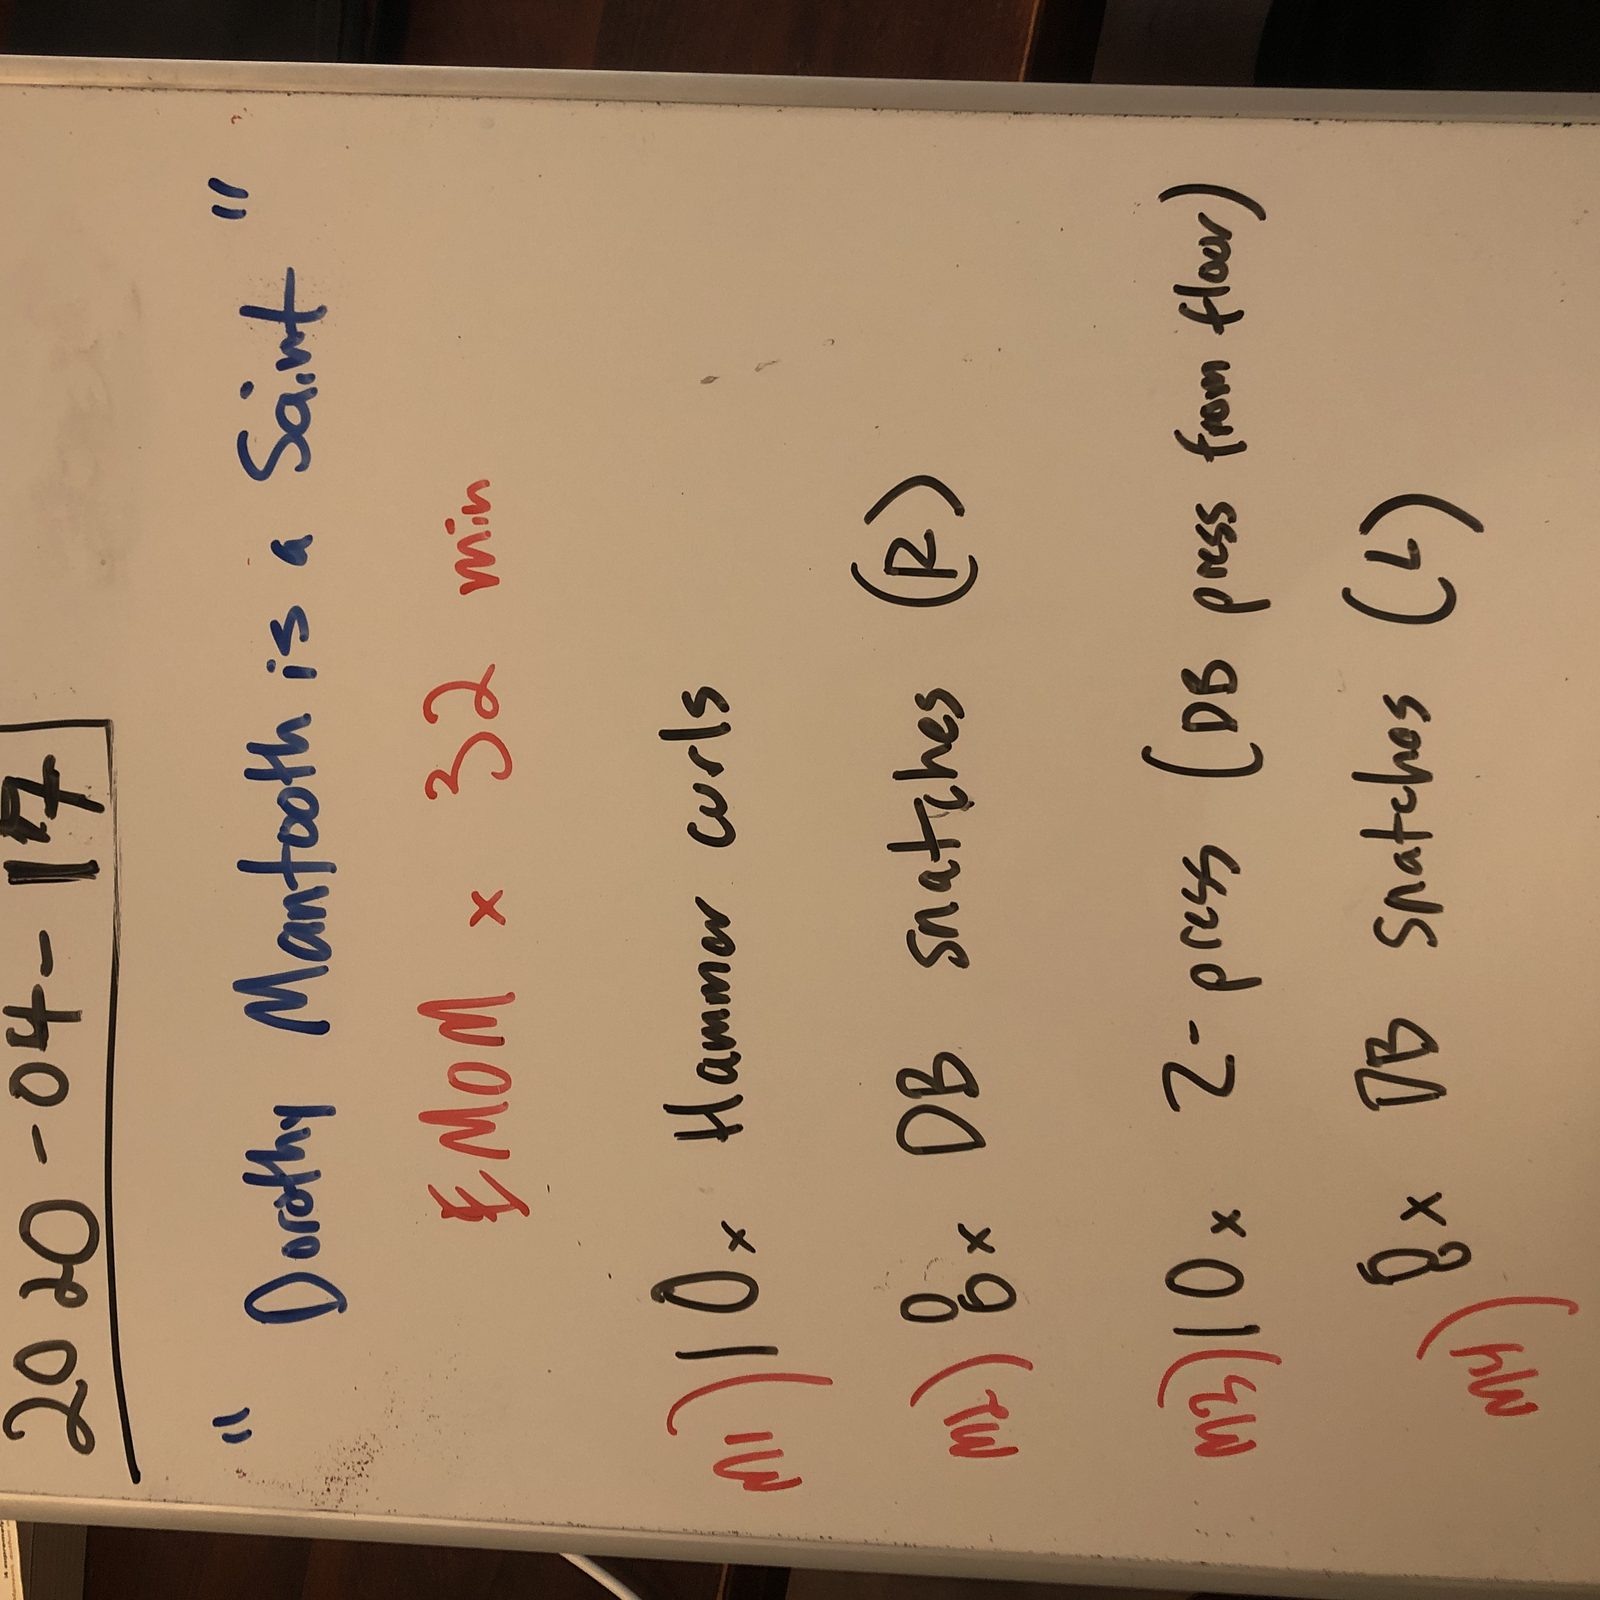 2020-04-17
" Dorothy Mantooth is a Saint "
EMOM x 32 min
M1) 10x Hammer curls
M2) 8x DB snatches (R)
M3) 10x Z-press (DB press from floor)
M4) 8x DB snatches (L)